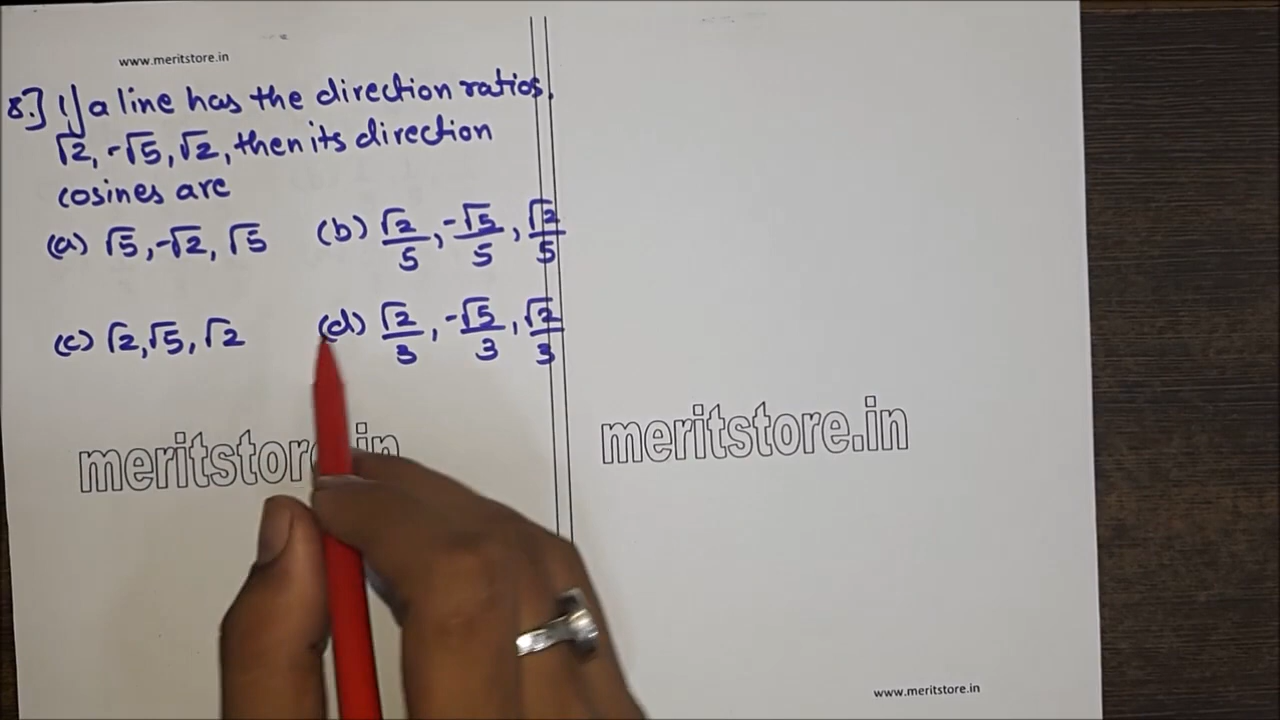 www.meritstore.in
8.] If a line has the direction ratios,
√2, -√5, √2, then its direction
cosines are
(a) √5, -√2, √5 (b) √2/5, -√5/5, √2/5
(c) √2, √5, √2 (d) √2/3, -√5/3, √2/3
meritstore.in
meritstore.in
www.meritstore.in